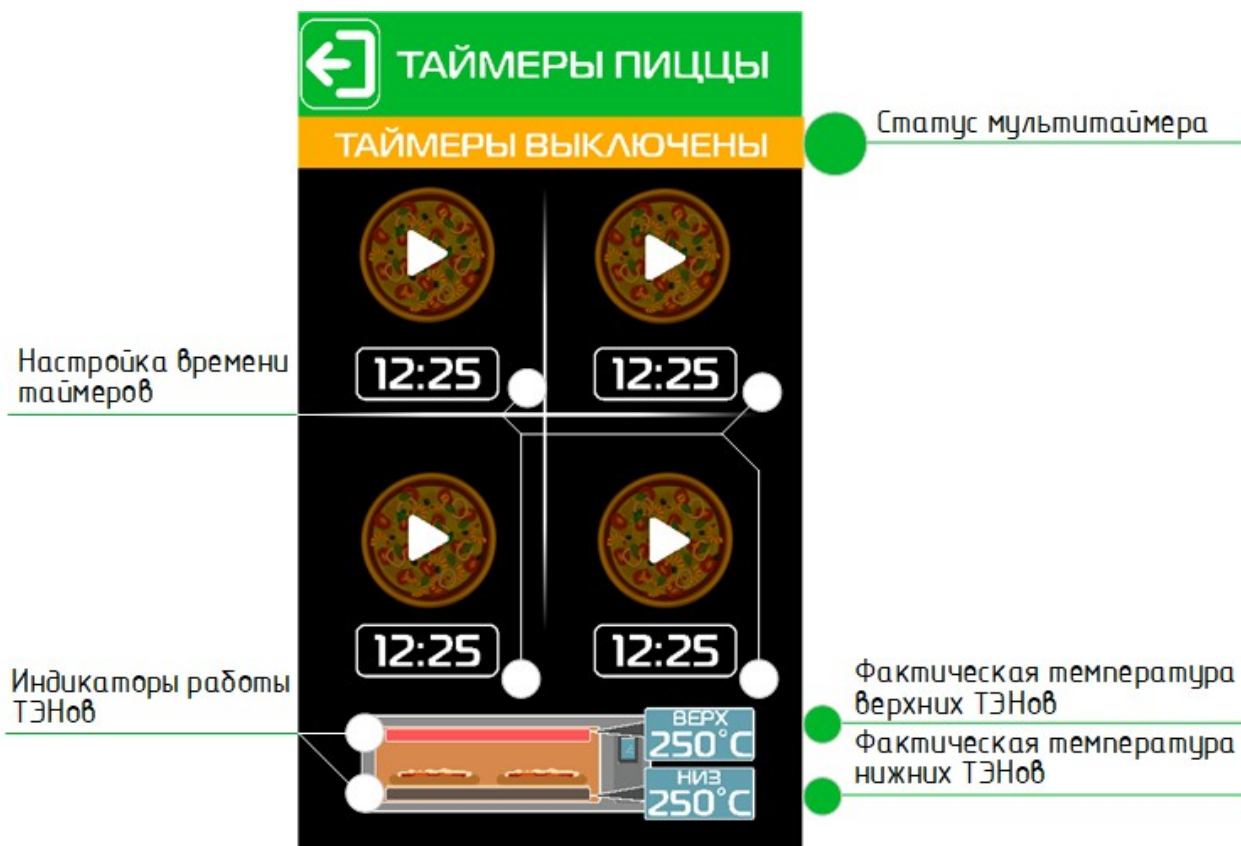 ТАЙМЕРЫ ПИЦЦЫ
ТАЙМЕРЫ ВЫКЛЮЧЕНЫ
Статус мультитаймера
12:25
12:25
Настройка времени
таймеров
12:25
12:25
Индикаторы работы
ТЭНов
ВЕРХ
250°C
НИЗ
250°C
Фактическая температура
верхних ТЭНов
Фактическая температура
нижних ТЭНов